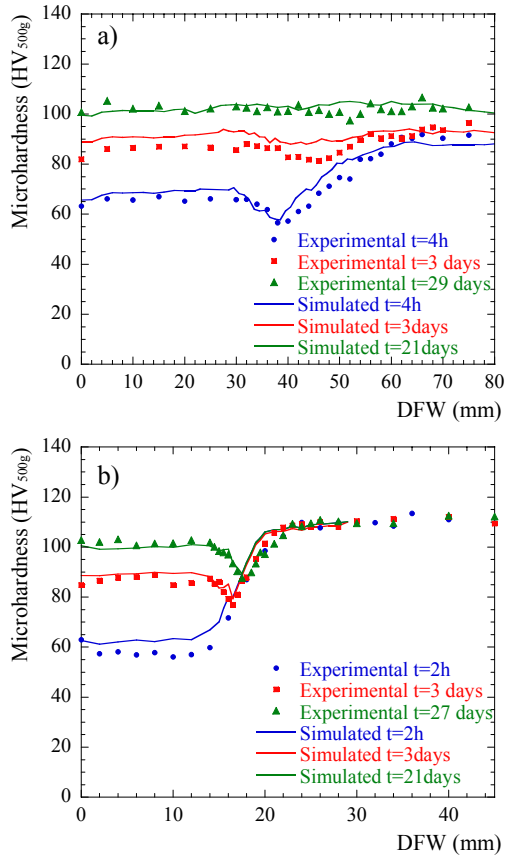 a)
Microhardness (HV500g)
140
120
100
80
60
40
20
0
Experimental t=4h
Experimental t=3 days
Experimental t=29 days
Simulated t=4h
Simulated t=3days
Simulated t=21days
0 10 20 30 40 50 60 70 80
DFW (mm)
b)
Microhardness (HV500g)
140
120
100
80
60
40
20
0
Experimental t=2h
Experimental t=3 days
Experimental t=27 days
Simulated t=2h
Simulated t=3days
Simulated t=21days
0 10 20 30 40
DFW (mm)